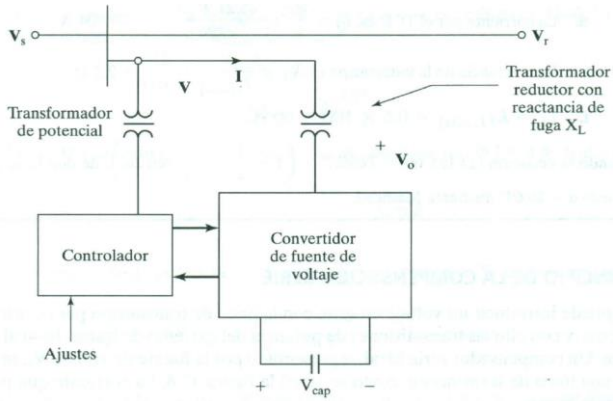 V_s
V_r
V
I
Transformador
de potencial
Transformador
reductor con
reactancia de
fuga X_L
+
V_o
−
Controlador
Convertidor
de fuente de
voltaje
Ajustes
+ V_cap −